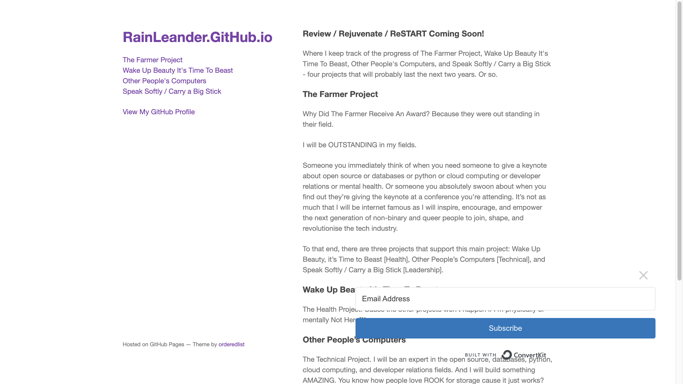 RainLeander.GitHub.io
The Farmer Project
Wake Up Beauty It's Time To Beast
Other People's Computers
Speak Softly / Carry a Big Stick
View My GitHub Profile
Review / Rejuvenate / ReSTART Coming Soon!
Where I keep track of the progress of The Farmer Project, Wake Up Beauty It's
Time To Beast, Other People's Computers, and Speak Softly / Carry a Big Stick
- four projects that will probably last the next two years. Or so.
The Farmer Project
Why Did The Farmer Receive An Award? Because they were out standing in
their field.
I will be OUTSTANDING in my fields.
Someone you immediately think of when you need someone to give a keynote
about open source or databases or python or cloud computing or developer
relations or mental health. Or someone you absolutely swoon about when you
find out they're giving the keynote at a conference you're attending. It's not as
much that I will be internet famous as I will inspire, encourage, and empower
the next generation of non-binary and queer people to join, shape, and
revolutionise the tech industry.
To that end, there are three projects that support this main project: Wake Up
Beauty, it's Time to Beast [Health], Other People's Computers [Technical], and
Speak Softly / Carry a Big Stick [Leadership].
Wake Up Bea
The Health Project.
mentally Not Her
Email Address
Subscribe
Other People's Computers
BUILT WITH ConvertKit
The Technical Project. I will be an expert in the open source, databases, python,
cloud computing, and developer relations fields. And I will build something
AMAZING. You know how people love ROOK for storage cause it just works?
Hosted on GitHub Pages — Theme by orderedlist